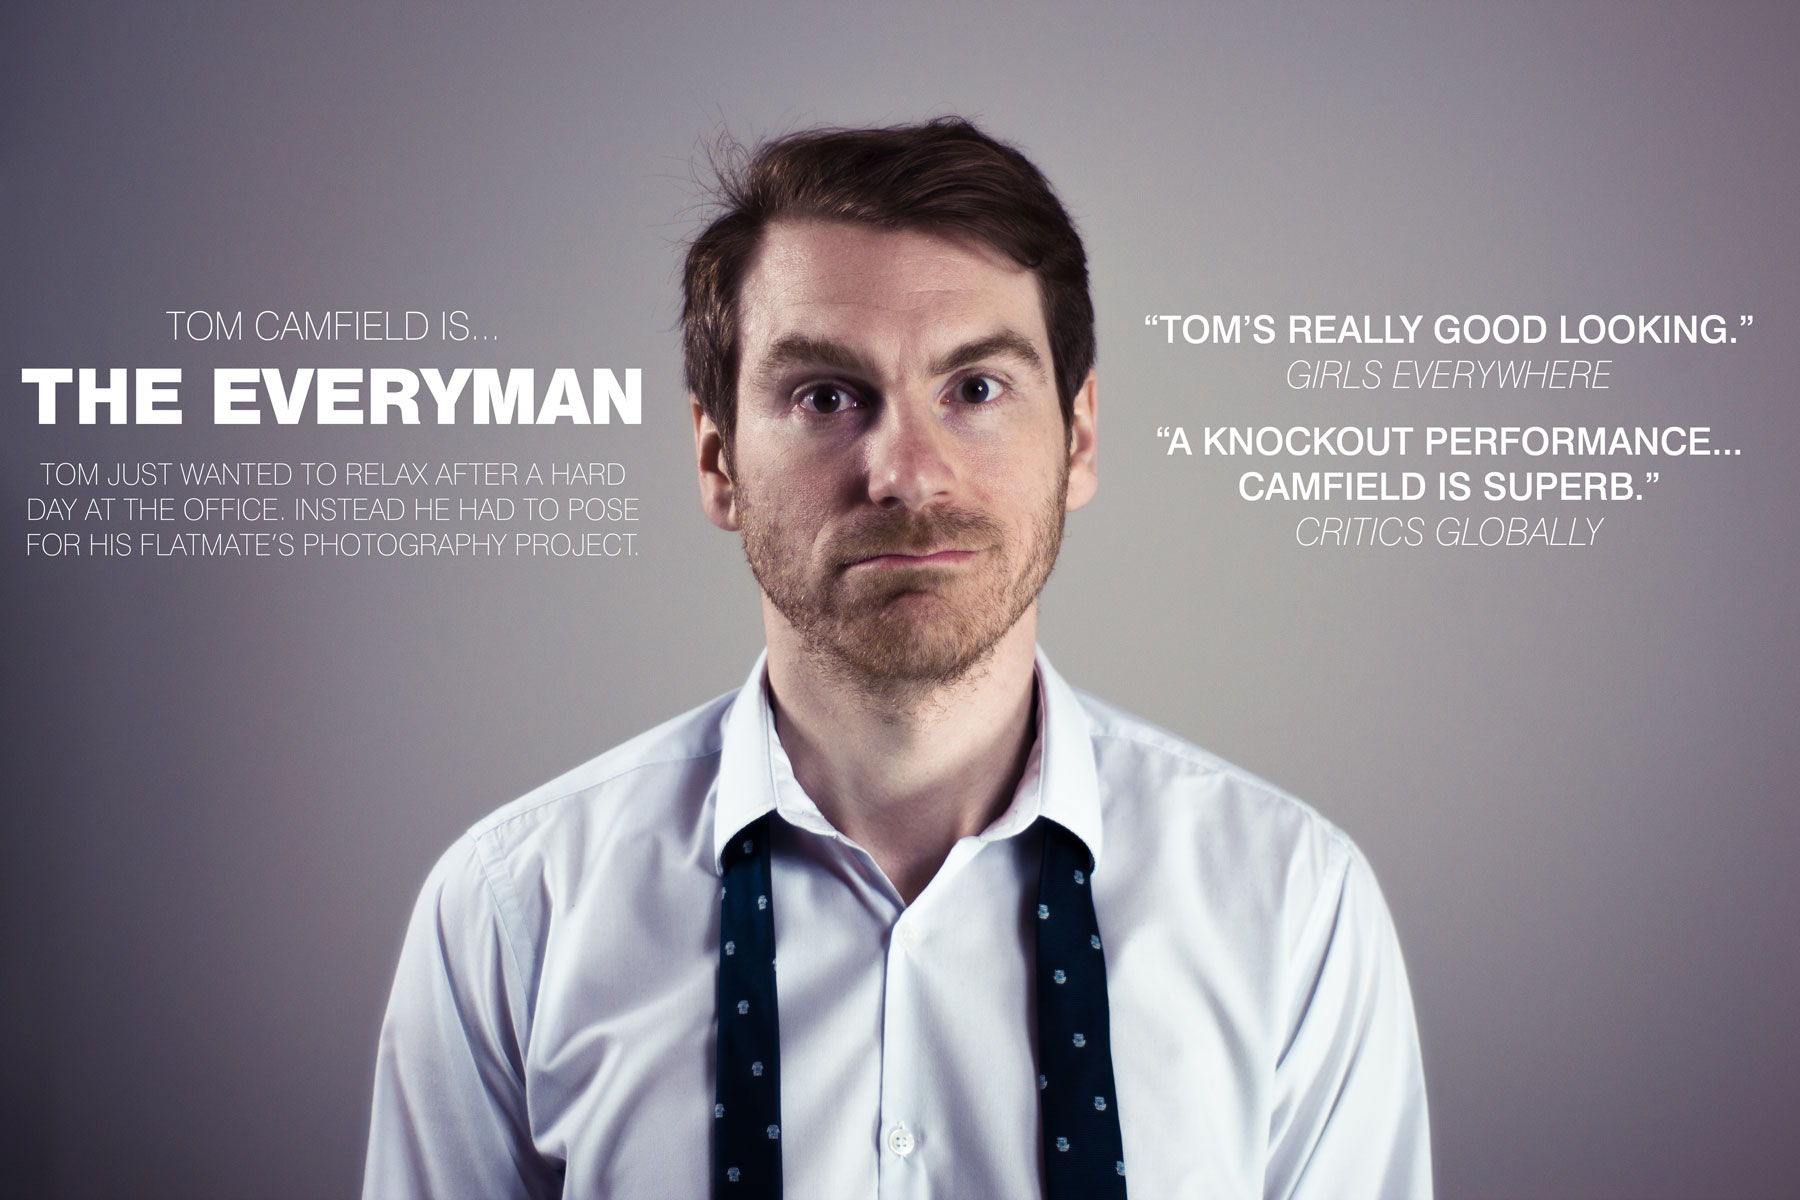 TOM CAMFIELD IS...
THE EVERYMAN
TOM JUST WANTED TO RELAX AFTER A HARD
DAY AT THE OFFICE. INSTEAD HE HAD TO POSE
FOR HIS FLATMATE’S PHOTOGRAPHY PROJECT.
“TOM’S REALLY GOOD LOOKING.”
GIRLS EVERYWHERE
“A KNOCKOUT PERFORMANCE...
CAMFIELD IS SUPERB.”
CRITICS GLOBALLY